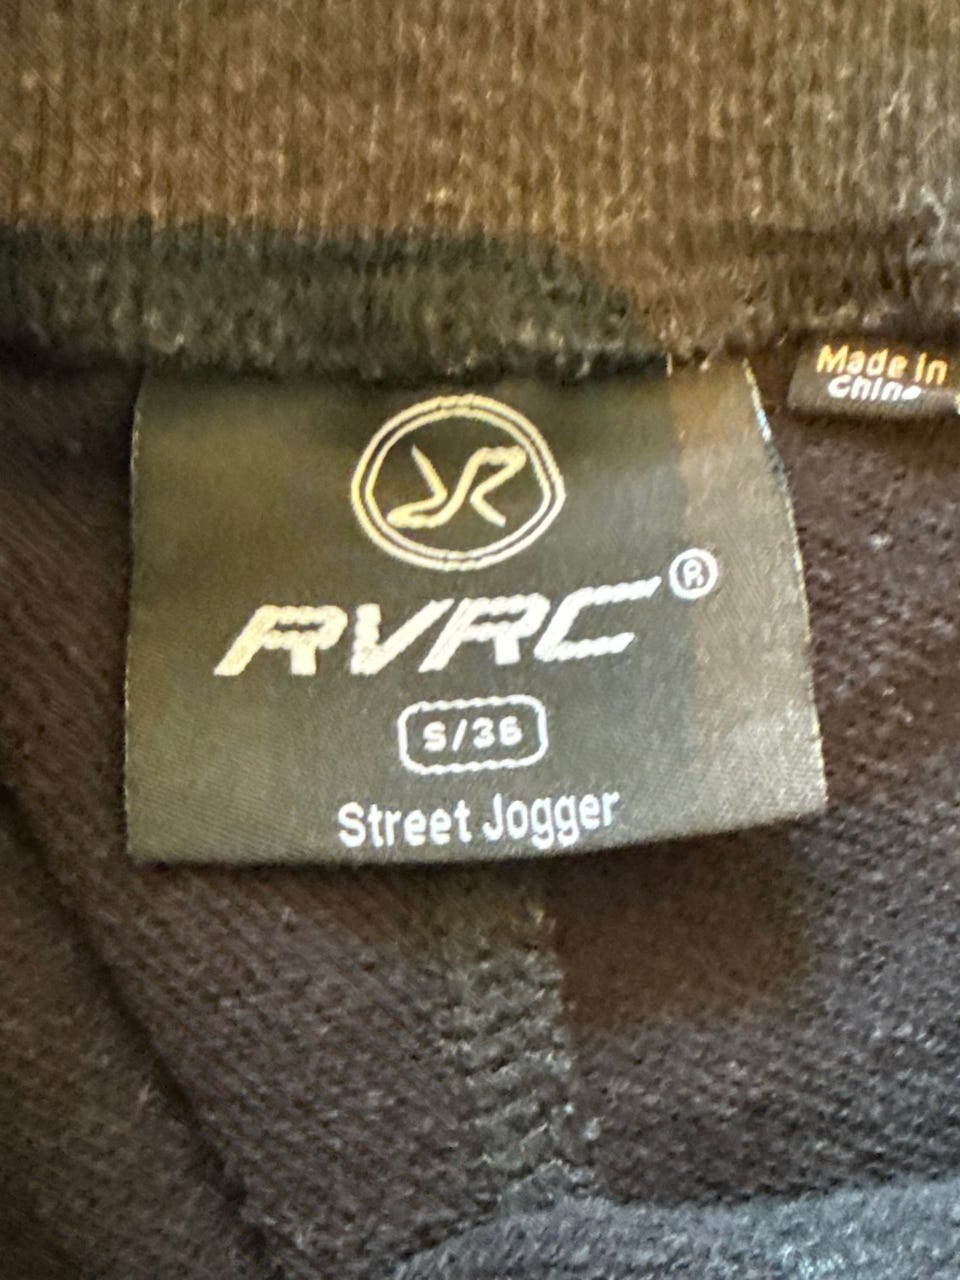 RVRC®
S/36
Street Jogger
Made in
China